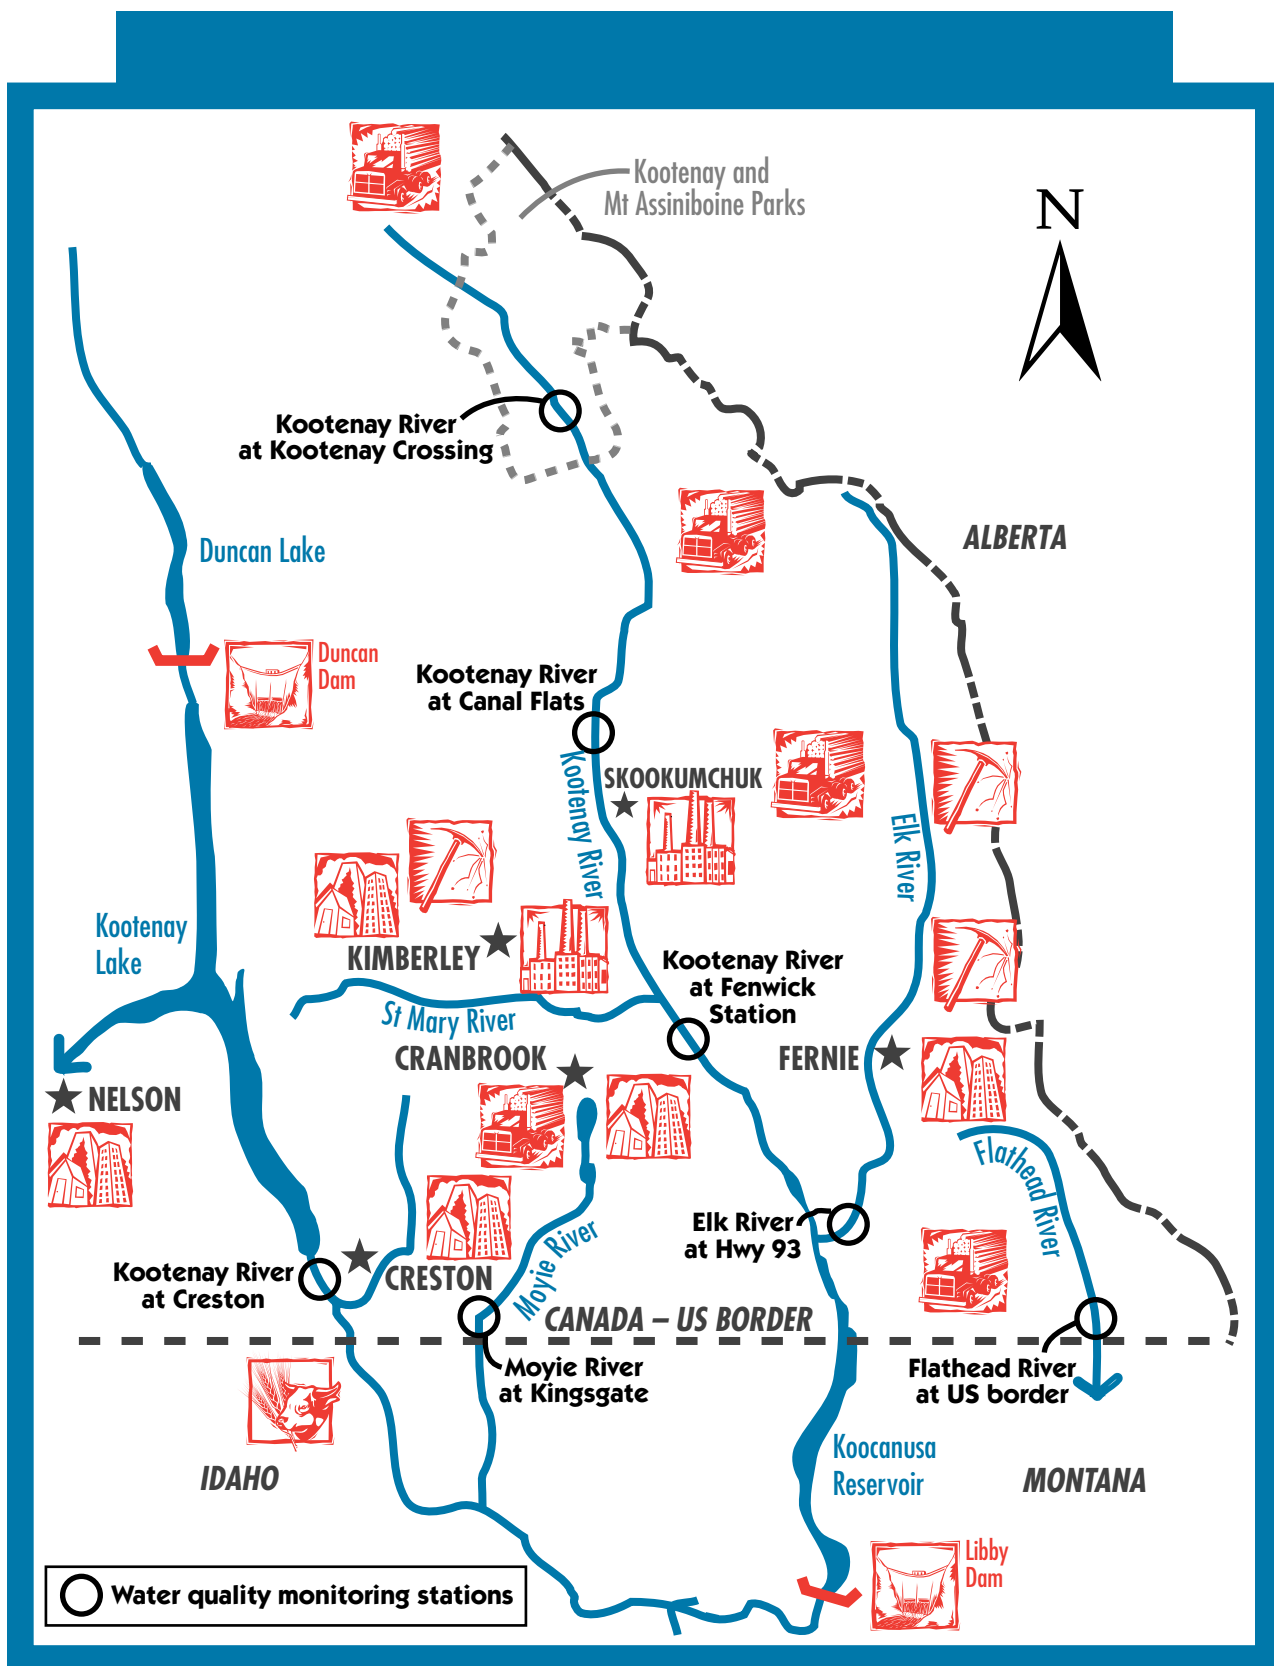 Kootenay and
Mt Assiniboine Parks
N
Kootenay River
at Kootenay Crossing
ALBERTA
Duncan Lake
Duncan
Dam
Kootenay River
at Canal Flats
Kootenay River
SKOOKUMCHUK
Elk River
Kootenay
Lake
KIMBERLEY
Kootenay River
at Fenwick
Station
St Mary River
CRANBROOK
FERNIE
NELSON
Flathead River
Elk River
at Hwy 93
Moyie River
Kootenay River
at Creston
CRESTON
CANADA – US BORDER
Moyie River
at Kingsgate
Flathead River
at US border
Koocanusa
Reservoir
IDAHO
MONTANA
Libby
Dam
Water quality monitoring stations